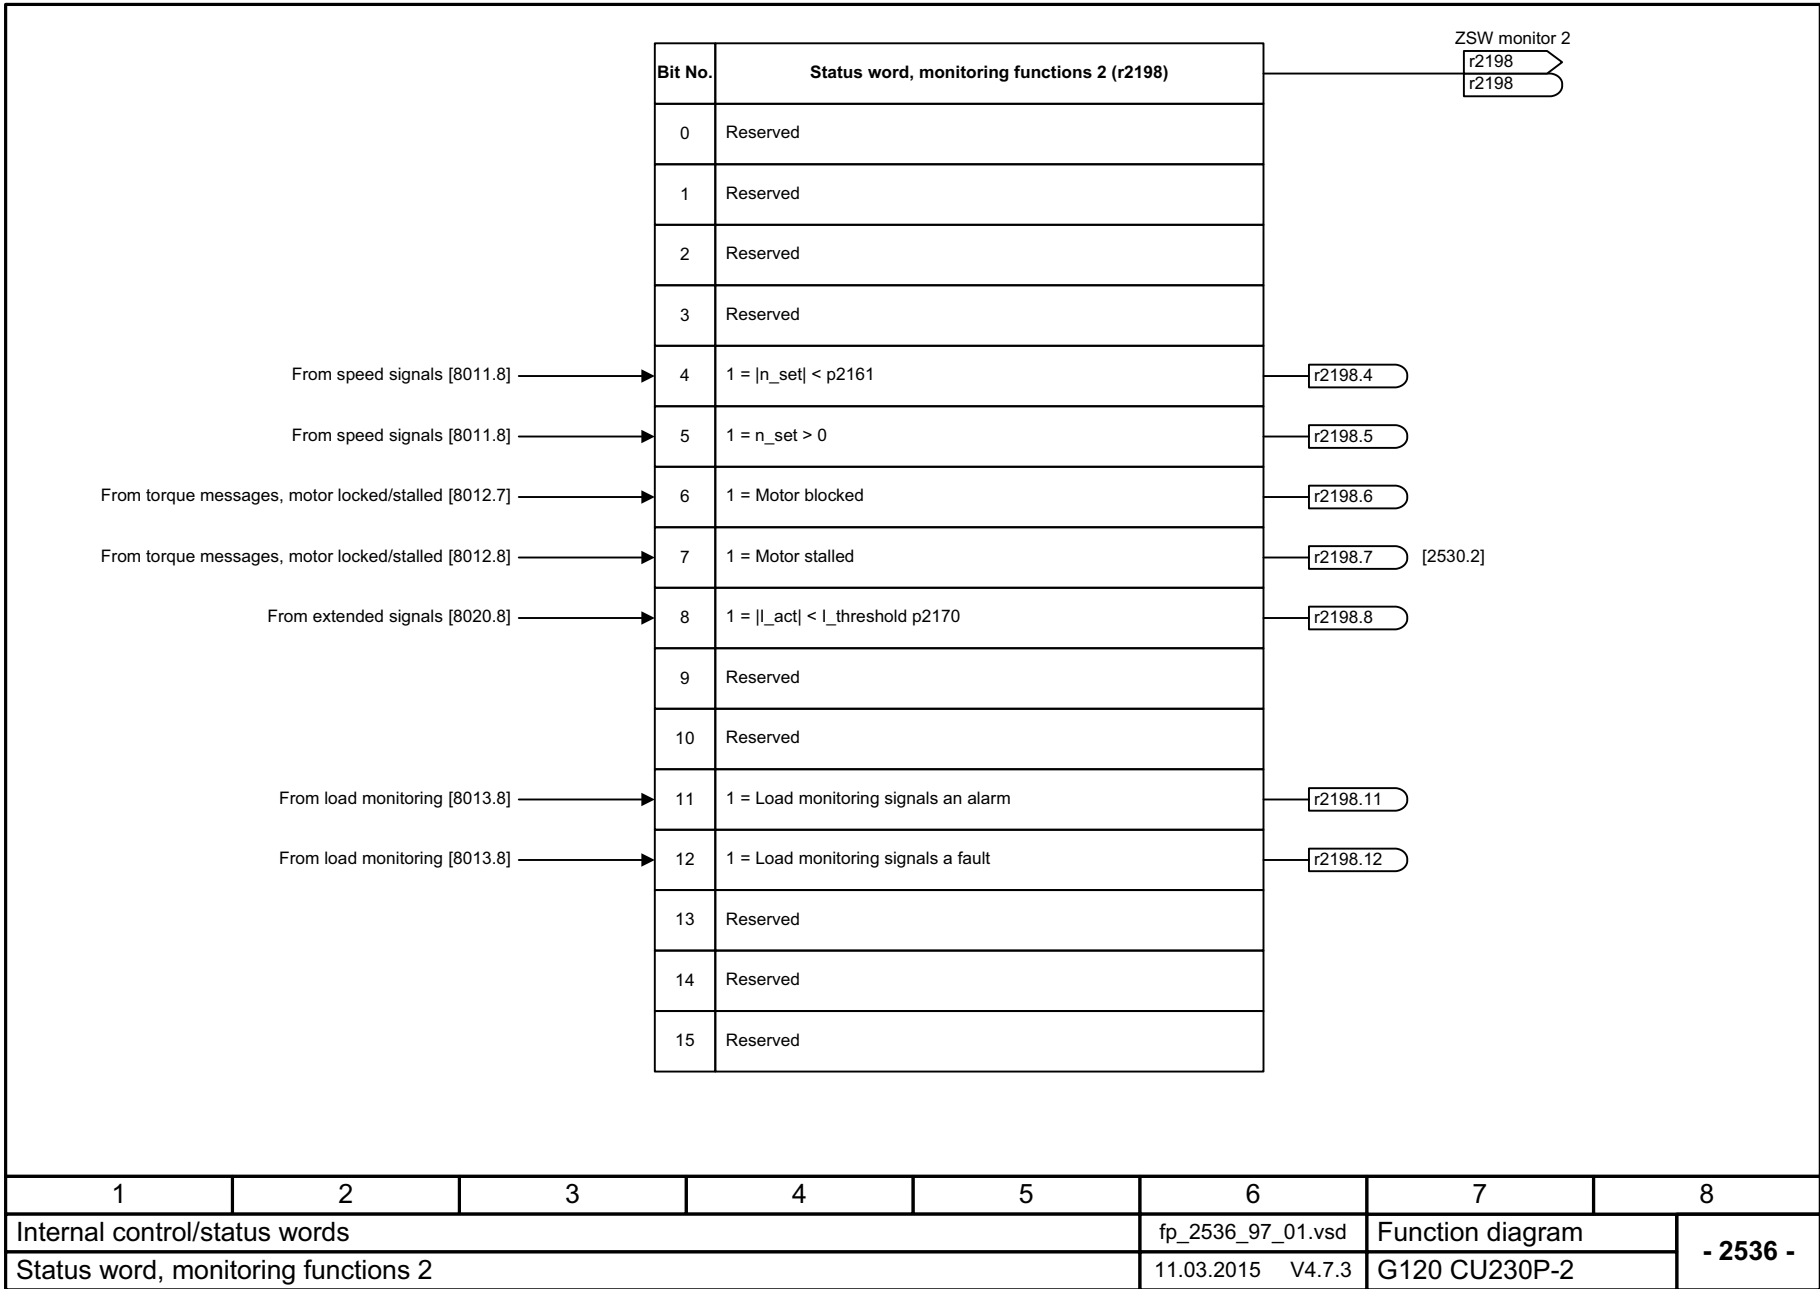 ZSW monitor 2
Bit No. Status word, monitoring functions 2 (r2198) r2198
r2198
0 Reserved
1 Reserved
2 Reserved
3 Reserved
From speed signals [8011.8] 4 1 = |n_set| < p2161 r2198.4
From speed signals [8011.8] 5 1 = n_set > 0 r2198.5
From torque messages, motor locked/stalled [8012.7] 6 1 = Motor blocked r2198.6
From torque messages, motor locked/stalled [8012.8] 7 1 = Motor stalled r2198.7 [2530.2]
From extended signals [8020.8] 8 1 = |I_act| < I_threshold p2170 r2198.8
9 Reserved
10 Reserved
From load monitoring [8013.8] 11 1 = Load monitoring signals an alarm r2198.11
From load monitoring [8013.8] 12 1 = Load monitoring signals a fault r2198.12
13 Reserved
14 Reserved
15 Reserved
1 2 3 4 5 6 7 8
Internal control/status words fp_2536_97_01.vsd Function diagram - 2536 -
Status word, monitoring functions 2 11.03.2015 V4.7.3 G120 CU230P-2